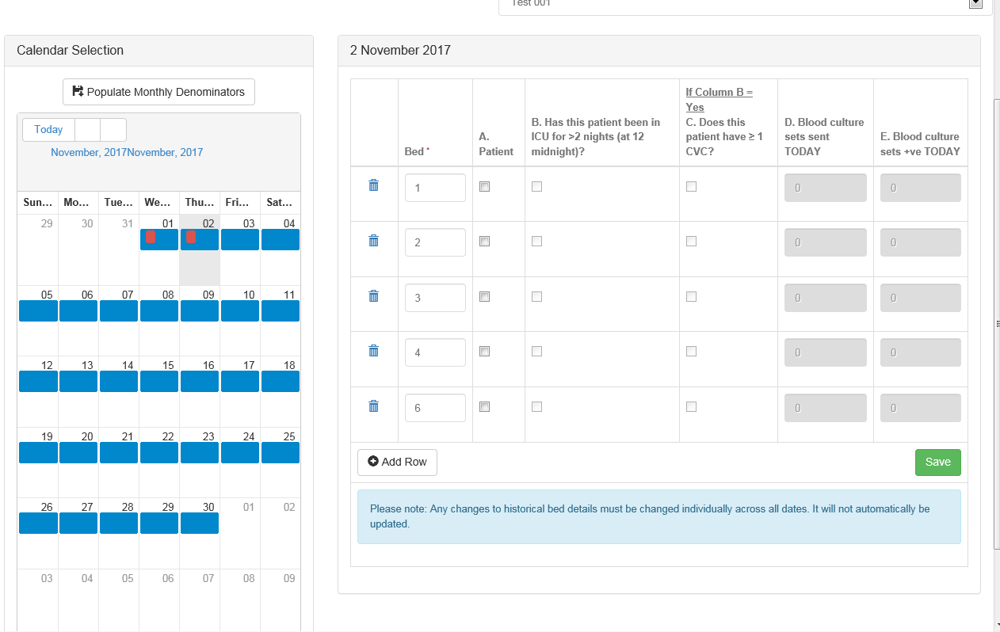 Test 001
Calendar Selection
Populate Monthly Denominators
Today
November, 2017November, 2017
Sun... Mo... Tue... We... Thu... Fri... Sat...
29 30 31 01 02 03 04
05 06 07 08 09 10 11
12 13 14 15 16 17 18
19 20 21 22 23 24 25
26 27 28 29 30 01 02
03 04 05 06 07 08 09
2 November 2017
Bed *
A.
Patient
B. Has this patient been in
ICU for >2 nights (at 12
midnight)?
If Column B =
Yes
C. Does this
patient have ≥ 1
CVC?
D. Blood culture
sets sent
TODAY
E. Blood culture
sets +ve TODAY
1 0 0
2 0 0
3 0 0
4 0 0
6 0 0
Add Row
Save
Please note: Any changes to historical bed details must be changed individually across all dates. It will not automatically be
updated.